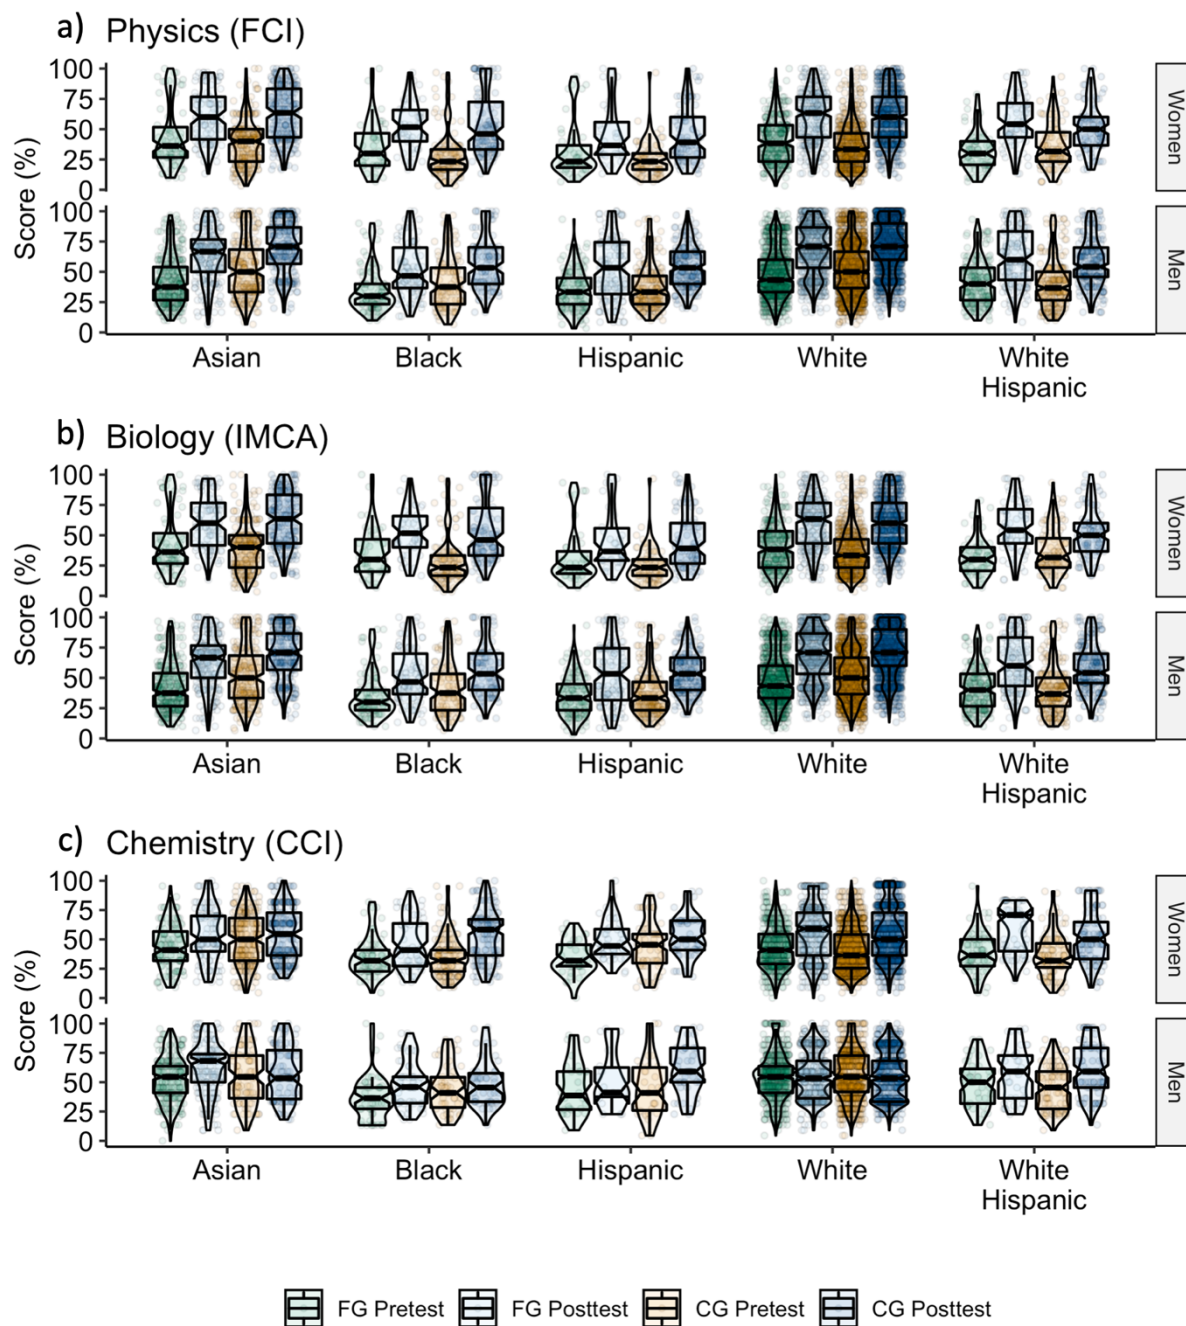 a) Physics (FCI)
100
75
50
25
0
Women
Score (%)
100
75
50
25
0
Men
Asian Black Hispanic White White
Hispanic
b) Biology (IMCA)
100
75
50
25
0
Women
Score (%)
100
75
50
25
0
Men
Asian Black Hispanic White White
Hispanic
c) Chemistry (CCI)
100
75
50
25
0
Women
Score (%)
100
75
50
25
0
Men
Asian Black Hispanic White White
Hispanic
FG Pretest FG Posttest CG Pretest CG Posttest